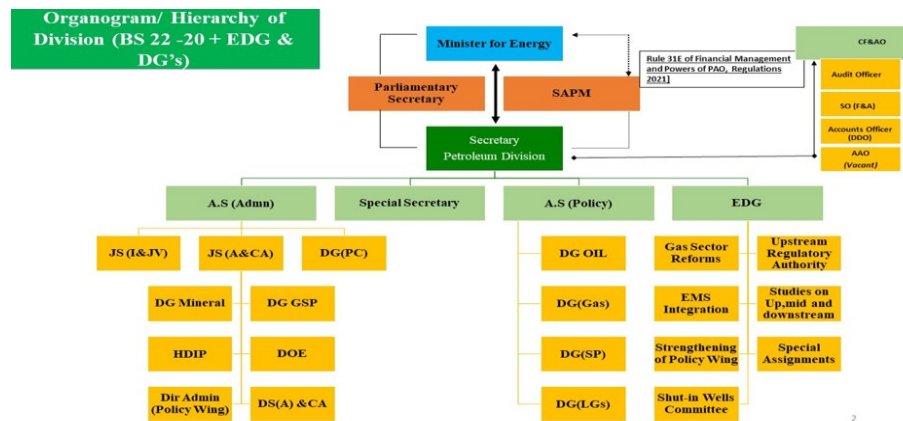 Organogram/ Hierarchy of
Division (BS 22 -20 + EDG &
DG's)
Minister for Energy
Parliamentary
Secretary
SAPM
Rule 31E of Financial Management
and Powers of PAO, Regulations
2021]
CF&AO
Audit Officer
SO (F&A)
Accounts Officer
(DDO)
AAO
(Vacant)
Secretary
Petroleum Division
A.S (Admn)
Special Secretary
A.S (Policy)
EDG
JS (I&JV)
JS (A&CA)
DG(PC)
DG Mineral
DG GSP
HDIP
DOE
Dir Admin
(Policy Wing)
DS(A) &CA
DG OIL
DG(Gas)
DG(SP)
DG(LGs)
Gas Sector
Reforms
Upstream
Regulatory
Authority
EMS
Integration
Studies on
Up,mid and
downstream
Strengthening
of Policy Wing
Special
Assignments
Shut-in Wells
Committee
2